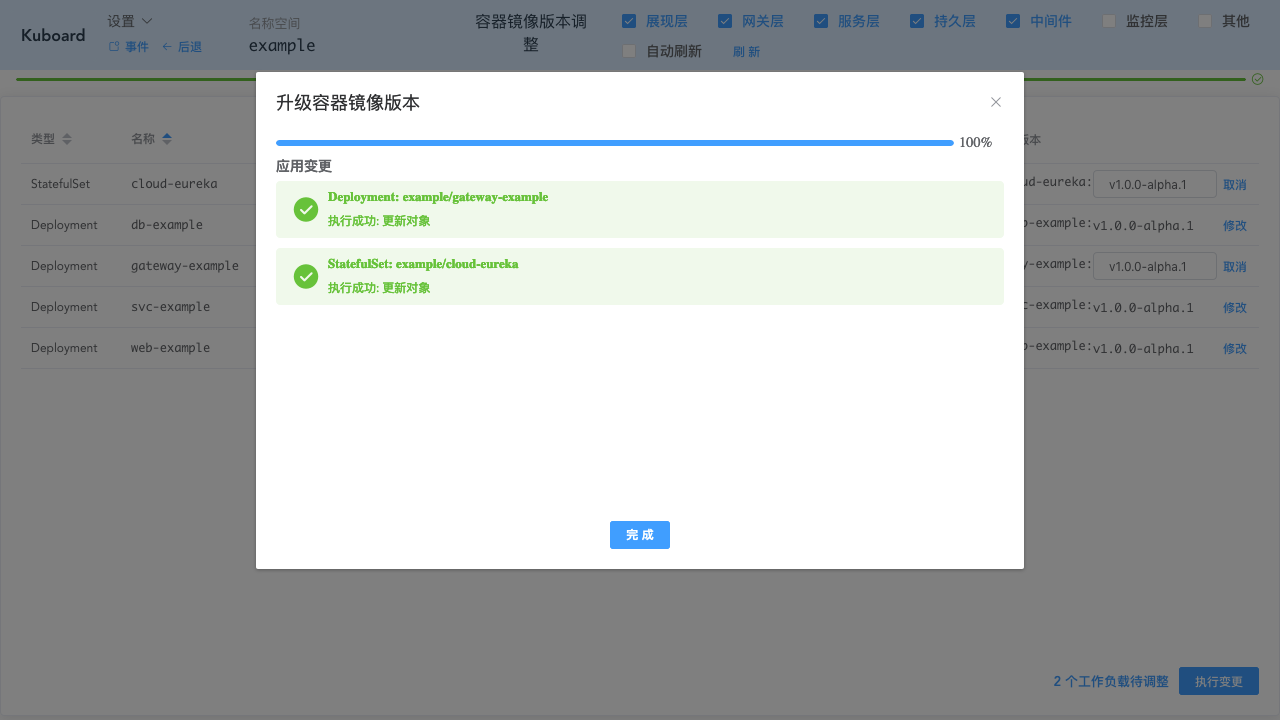 Kuboard
设置
事件 后退
名称空间
example
容器镜像版本调
整
展现层 网关层 服务层 持久层 中间件 监控层 其他
自动刷新 刷 新
升级容器镜像版本
100%
应用变更
Deployment: example/gateway-example
执行成功: 更新对象
StatefulSet: example/cloud-eureka
执行成功: 更新对象
完 成
类型 名称 本
StatefulSet cloud-eureka d-eureka: v1.0.0-alpha.1 取消
Deployment db-example -example: v1.0.0-alpha.1 修改
Deployment gateway-example y-example: v1.0.0-alpha.1 取消
Deployment svc-example -example: v1.0.0-alpha.1 修改
Deployment web-example -example: v1.0.0-alpha.1 修改
2 个工作负载待调整 执行变更